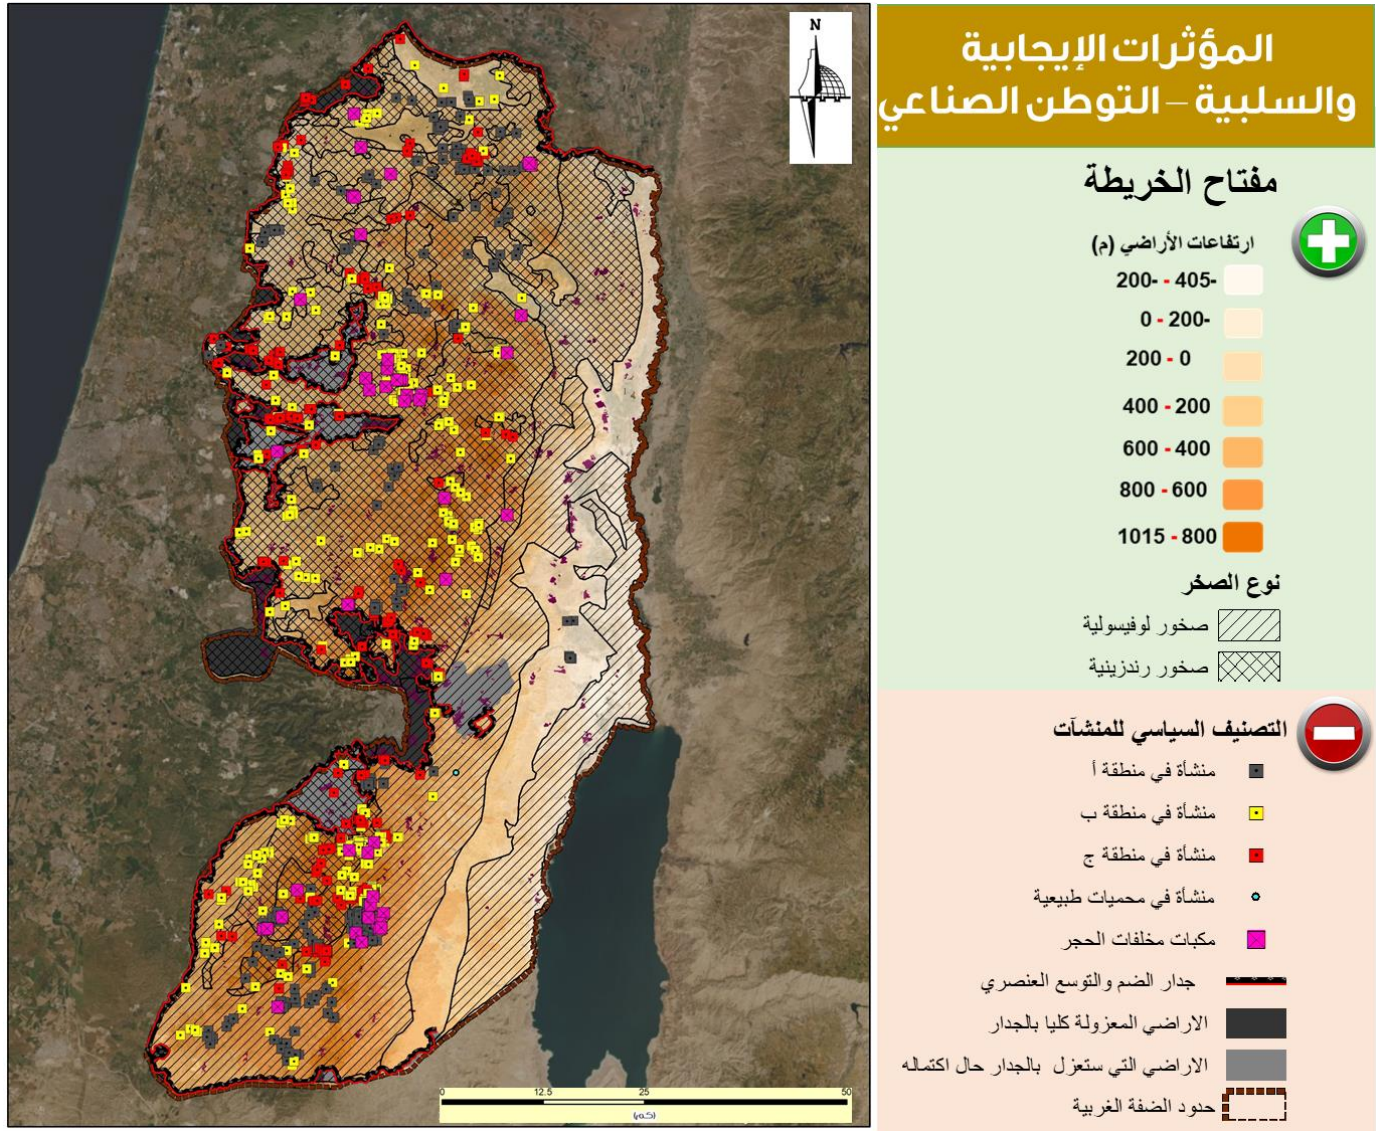 المؤثرات الإيجابية
والسلبية – التوطن الصناعي
مفتاح الخريطة
ارتفاعات الأراضي (م)
200- - 405-
0 - 200-
200 - 0
400 - 200
600 - 400
800 - 600
1015 - 800
نوع الصخر
صخور لوفيسولية
صخور رندزينية
التصنيف السياسي للمنشآت
منشأة في منطقة أ
منشأة في منطقة ب
منشأة في منطقة ج
منشأة في محميات طبيعية
مكبات مخلفات الحجر
جدار الضم والتوسع العنصري
الاراضي المعزولة كليا بالجدار
الاراضي التي ستعزل بالجدار حال اكتماله
حدود الضفة الغربية
N
0 12.5 25 50
(كم)